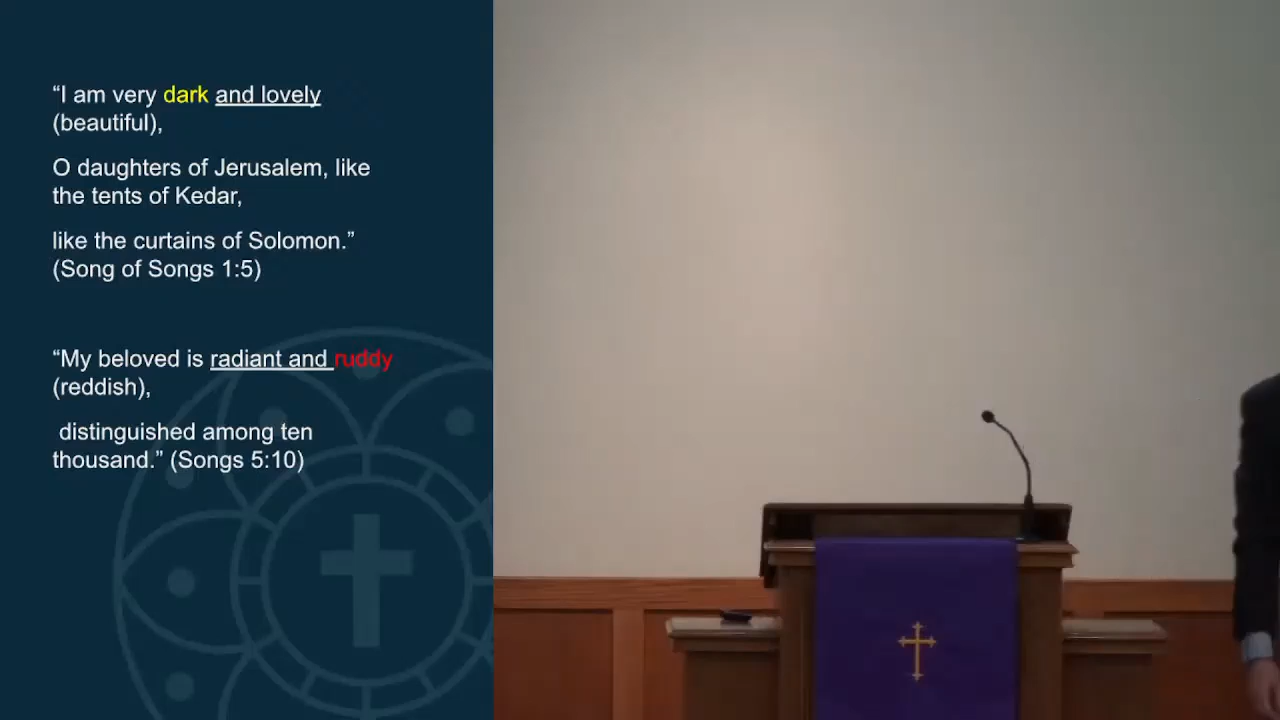 “I am very dark and lovely
(beautiful),
O daughters of Jerusalem, like
the tents of Kedar,
like the curtains of Solomon.”
(Song of Songs 1:5)
“My beloved is radiant and ruddy
(reddish),
distinguished among ten
thousand.” (Songs 5:10)